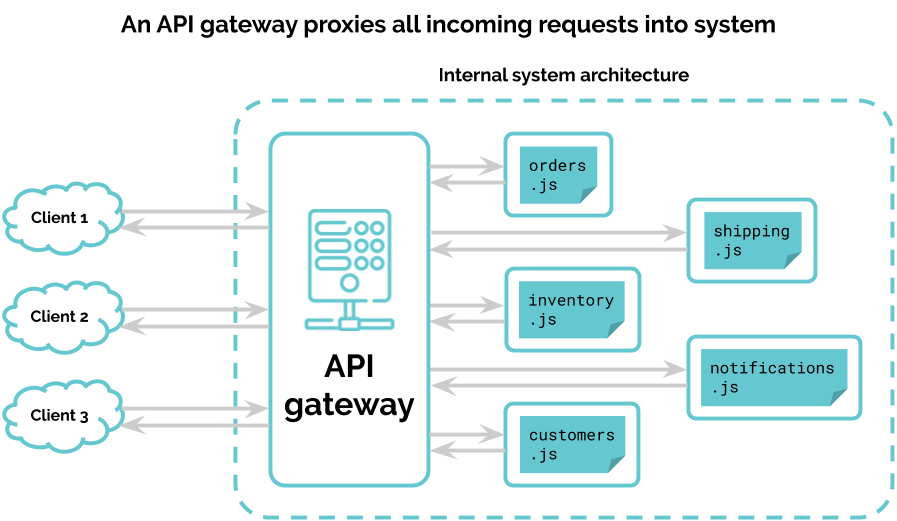 An API gateway proxies all incoming requests into system
Internal system architecture
Client 1
Client 2
Client 3
API
gateway
orders
.js
shipping
.js
inventory
.js
notifications
.js
customers
.js